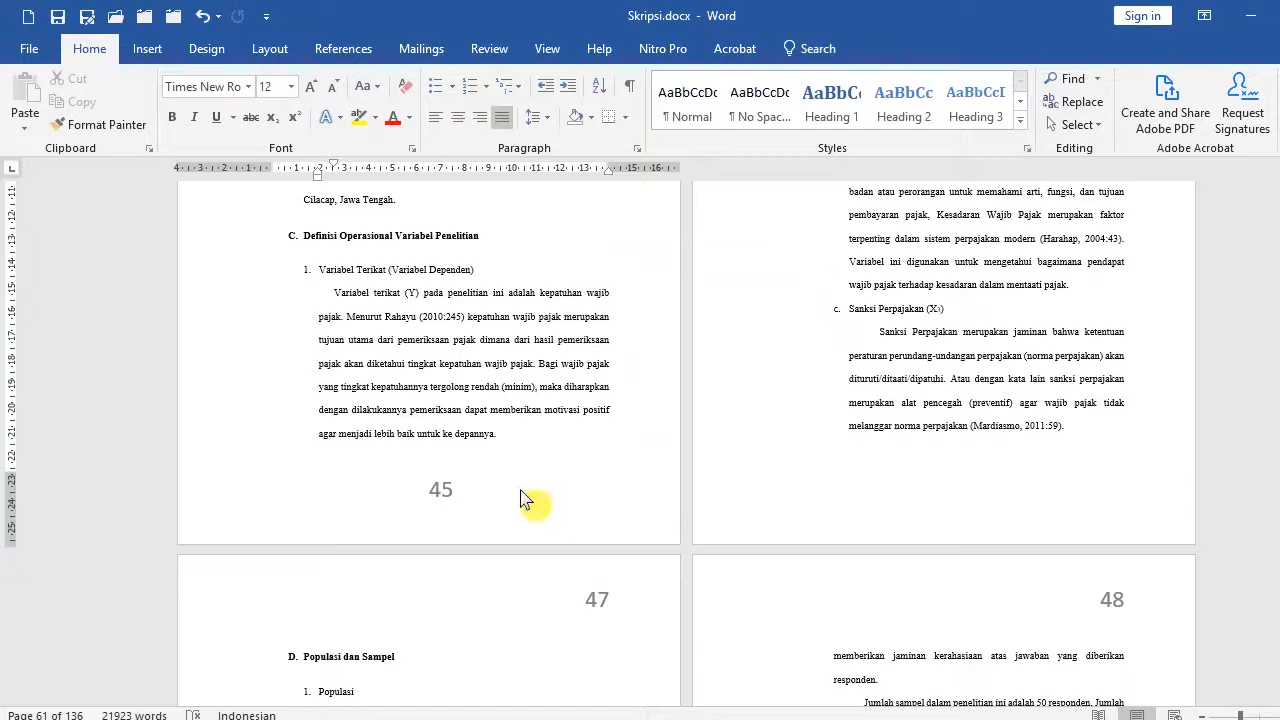 Skripsi.docx - Word
Sign in
File Home Insert Design Layout References Mailings Review View Help Nitro Pro Acrobat Search
Paste
Cut
Copy
Format Painter
Clipboard
Times New Ro 12
Font
Paragraph
AaBbCcDc AaBbCcDc AaBbCc AaBbCc AaBbCcD
¶ Normal ¶ No Spac... Heading 1 Heading 2 Heading 3
Styles
Find
Replace
Select
Editing
Create and Share Adobe PDF
Request Signatures
Adobe Acrobat
Cilacap, Jawa Tengah.
C. Definisi Operasional Variabel Penelitian
1. Variabel Terikat (Variabel Dependen)
Variabel terikat (Y) pada penelitian ini adalah kepatuhan wajib
pajak. Menurut Rahayu (2010:245) kepatuhan wajib pajak merupakan
tujuan utama dari pemeriksaan pajak dimana dari hasil pemeriksaan
pajak akan diketahui tingkat kepatuhan wajib pajak. Bagi wajib pajak
yang tingkat kepatuhannya tergolong rendah (minim), maka diharapkan
dengan dilakukannya pemeriksaan dapat memberikan motivasi positif
agar menjadi lebih baik untuk ke depannya.
45
badan atau perorangan untuk memahami arti, fungsi, dan tujuan
pembayaran pajak, Kesadaran Wajib Pajak merupakan faktor
terpenting dalam sistem perpajakan modern (Harahap, 2004:43).
Variabel ini digunakan untuk mengetahui bagaimana pendapat
wajib pajak terhadap kesadaran dalam mentaati pajak.
c. Sanksi Perpajakan (X3)
Sanksi Perpajakan merupakan jaminan bahwa ketentuan
peraturan perundang-undangan perpajakan (norma perpajakan) akan
dituruti/ditaati/dipatuhi. Atau dengan kata lain sanksi perpajakan
merupakan alat pencegah (preventif) agar wajib pajak tidak
melanggar norma perpajakan (Mardiasmo, 2011:59).
47
D. Populasi dan Sampel
1. Populasi
48
memberikan jaminan kerahasiaan atas jawaban yang diberikan
responden.
Jumlah sampel dalam penelitian ini adalah 50 responden. Jumlah
Page 61 of 136 21923 words Indonesian